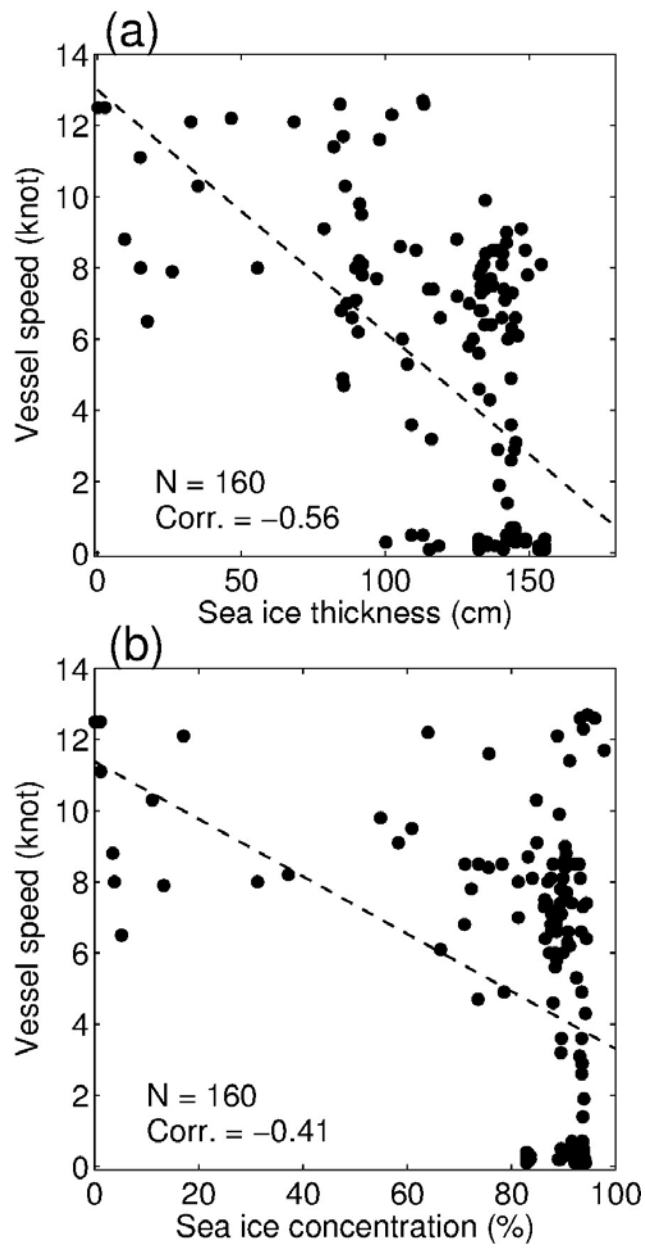 (a)
14
12
10
8
6
4
2
0
Vessel speed (knot)
N = 160
Corr. = −0.56
0 50 100 150
Sea ice thickness (cm)
(b)
14
12
10
8
6
4
2
0
Vessel speed (knot)
N = 160
Corr. = −0.41
0 20 40 60 80 100
Sea ice concentration (%)